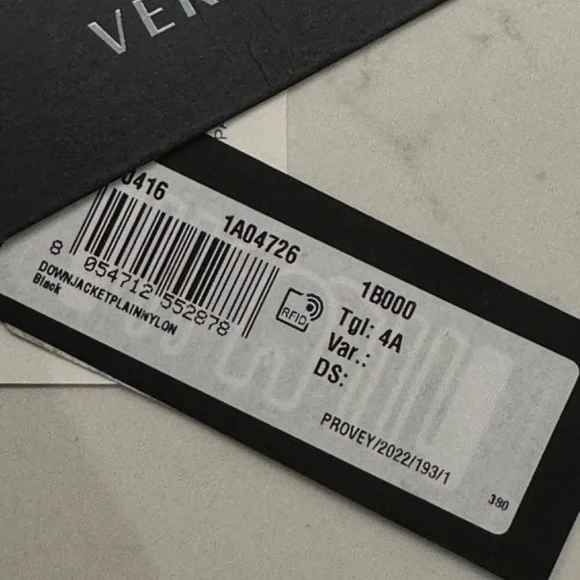 VER
0416 1A04726 1B000
8 054712 552878
DOWNJACKETPLAINNYLON
Black
RFID
Tgl: 4A
Var.:
DS:
PROVEY/2022/193/1
380